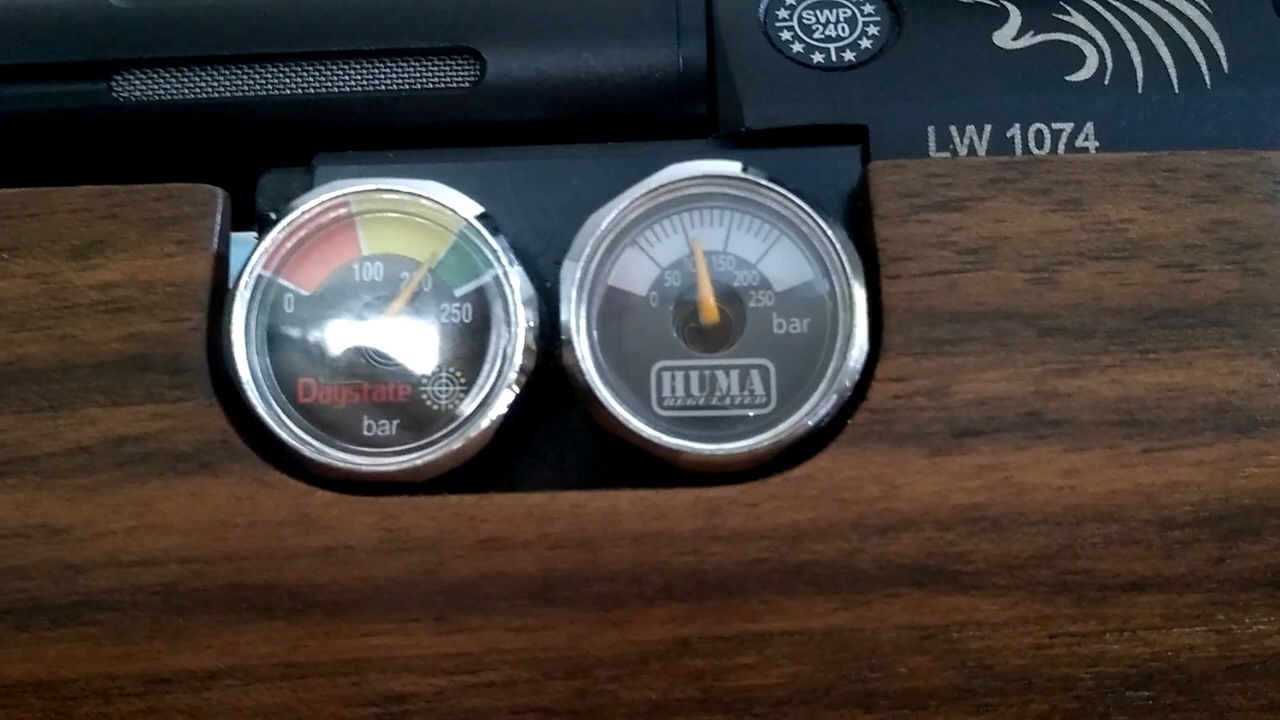 SWP
240
LW 1074
0
100
250
Daystate
bar
0
50
150
200
250
bar
HUMA
REGULATED